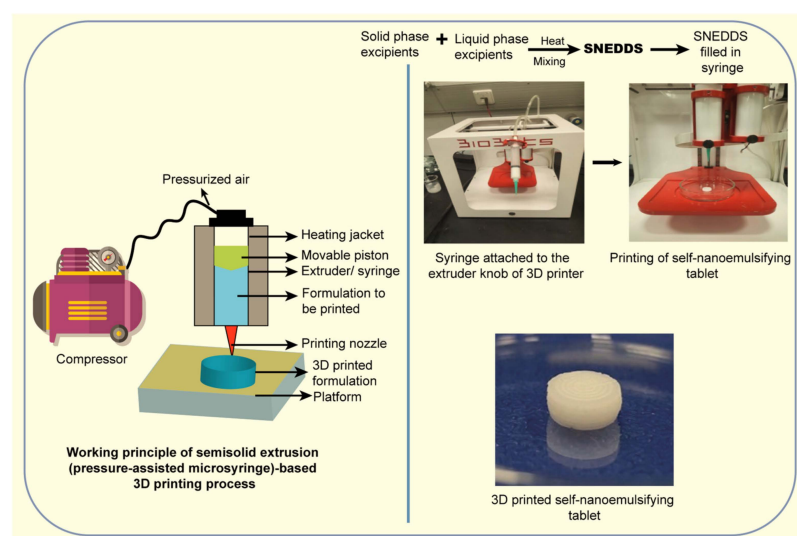 Solid phase excipients + Liquid phase excipients
Heat
Mixing
SNEDDS
SNEDDS filled in syringe
Pressurized air
Heating jacket
Movable piston
Extruder/ syringe
Formulation to
be printed
Printing nozzle
3D printed
formulation
Platform
Compressor
Working principle of semisolid extrusion
(pressure-assisted microsyringe)-based
3D printing process
Syringe attached to the
extruder knob of 3D printer
Printing of self-nanoemulsifying
tablet
3D printed self-nanoemulsifying
tablet